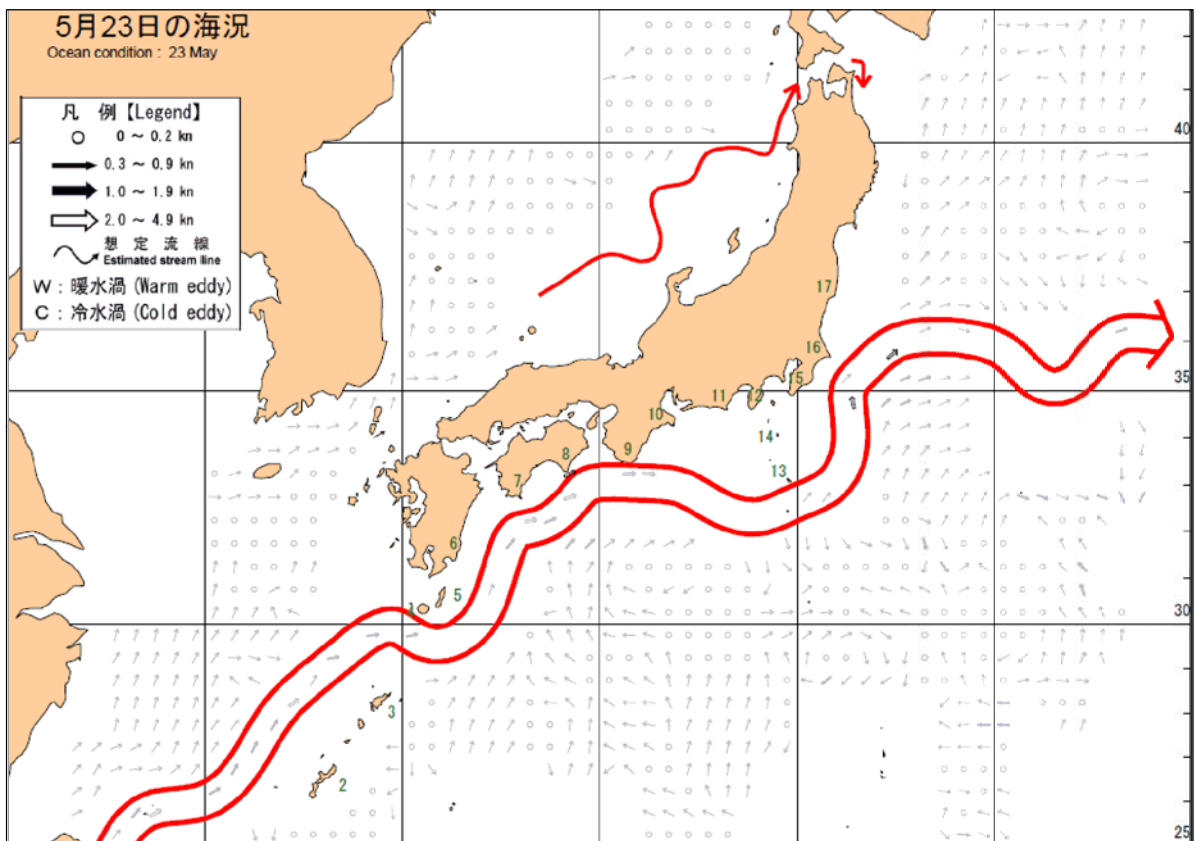 5月23日の海況
Ocean condition : 23 May
凡 例【Legend】
0 ～ 0.2 kn
0.3 ～ 0.9 kn
1.0 ～ 1.9 kn
2.0 ～ 4.9 kn
想 定 流 線
Estimated stream line
W : 暖水渦 (Warm eddy)
C : 冷水渦 (Cold eddy)
40
17
16
35
15
12
11
10
14
9
8
13
7
6
5
4
30
3
2
25